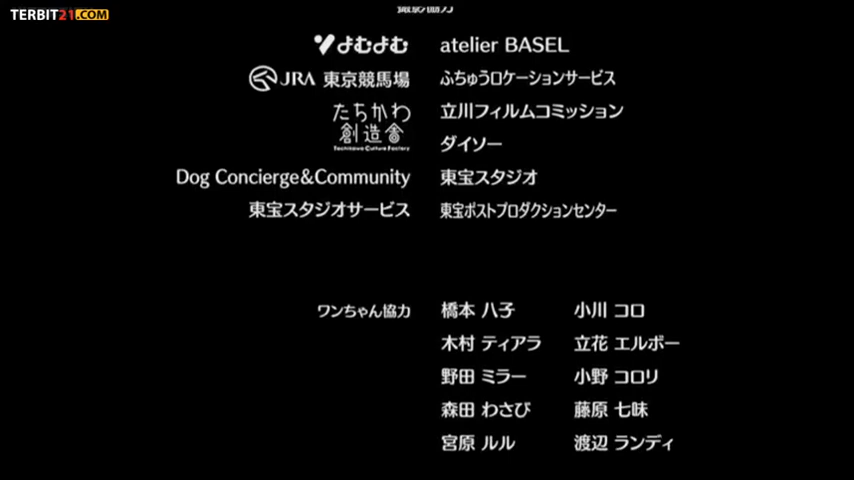 TERBIT21.COM
撮影協力
よむよむ atelier BASEL
JRA 東京競馬場 ふちゅうロケーションサービス
たちかわ創造舎 立川フィルムコミッション
Tachikawa Culture Factory ダイソー
Dog Concierge&Community 東宝スタジオ
東宝スタジオサービス 東宝ポストプロダクションセンター
ワンちゃん協力 橋本 八子 小川 コロ
木村 ティアラ 立花 エルボー
野田 ミラー 小野 コロリ
森田 わさび 藤原 七味
宮原 ルル 渡辺 ランディ